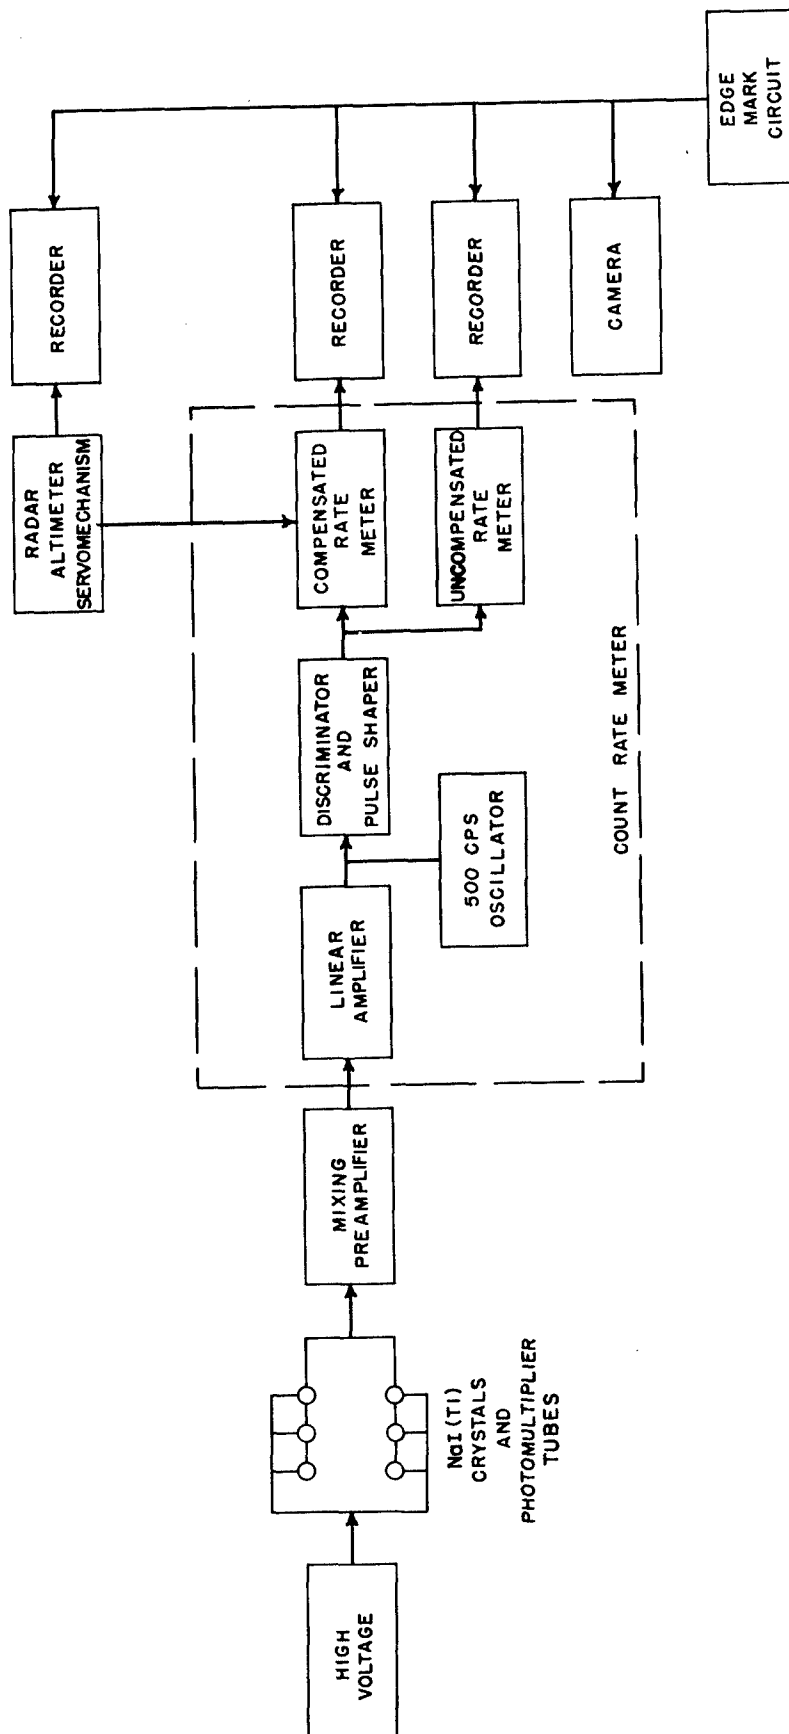 HIGH
VOLTAGE
NaI (Tl)
CRYSTALS
AND
PHOTOMULTIPLIER
TUBES
MIXING
PREAMPLIFIER
LINEAR
AMPLIFIER
500 CPS
OSCILLATOR
DISCRIMINATOR
AND
PULSE SHAPER
COUNT RATE METER
RADAR
ALTIMETER
SERVOMECHANISM
COMPENSATED
RATE
METER
UNCOMPENSATED
RATE
METER
RECORDER
RECORDER
RECORDER
CAMERA
EDGE
MARK
CIRCUIT